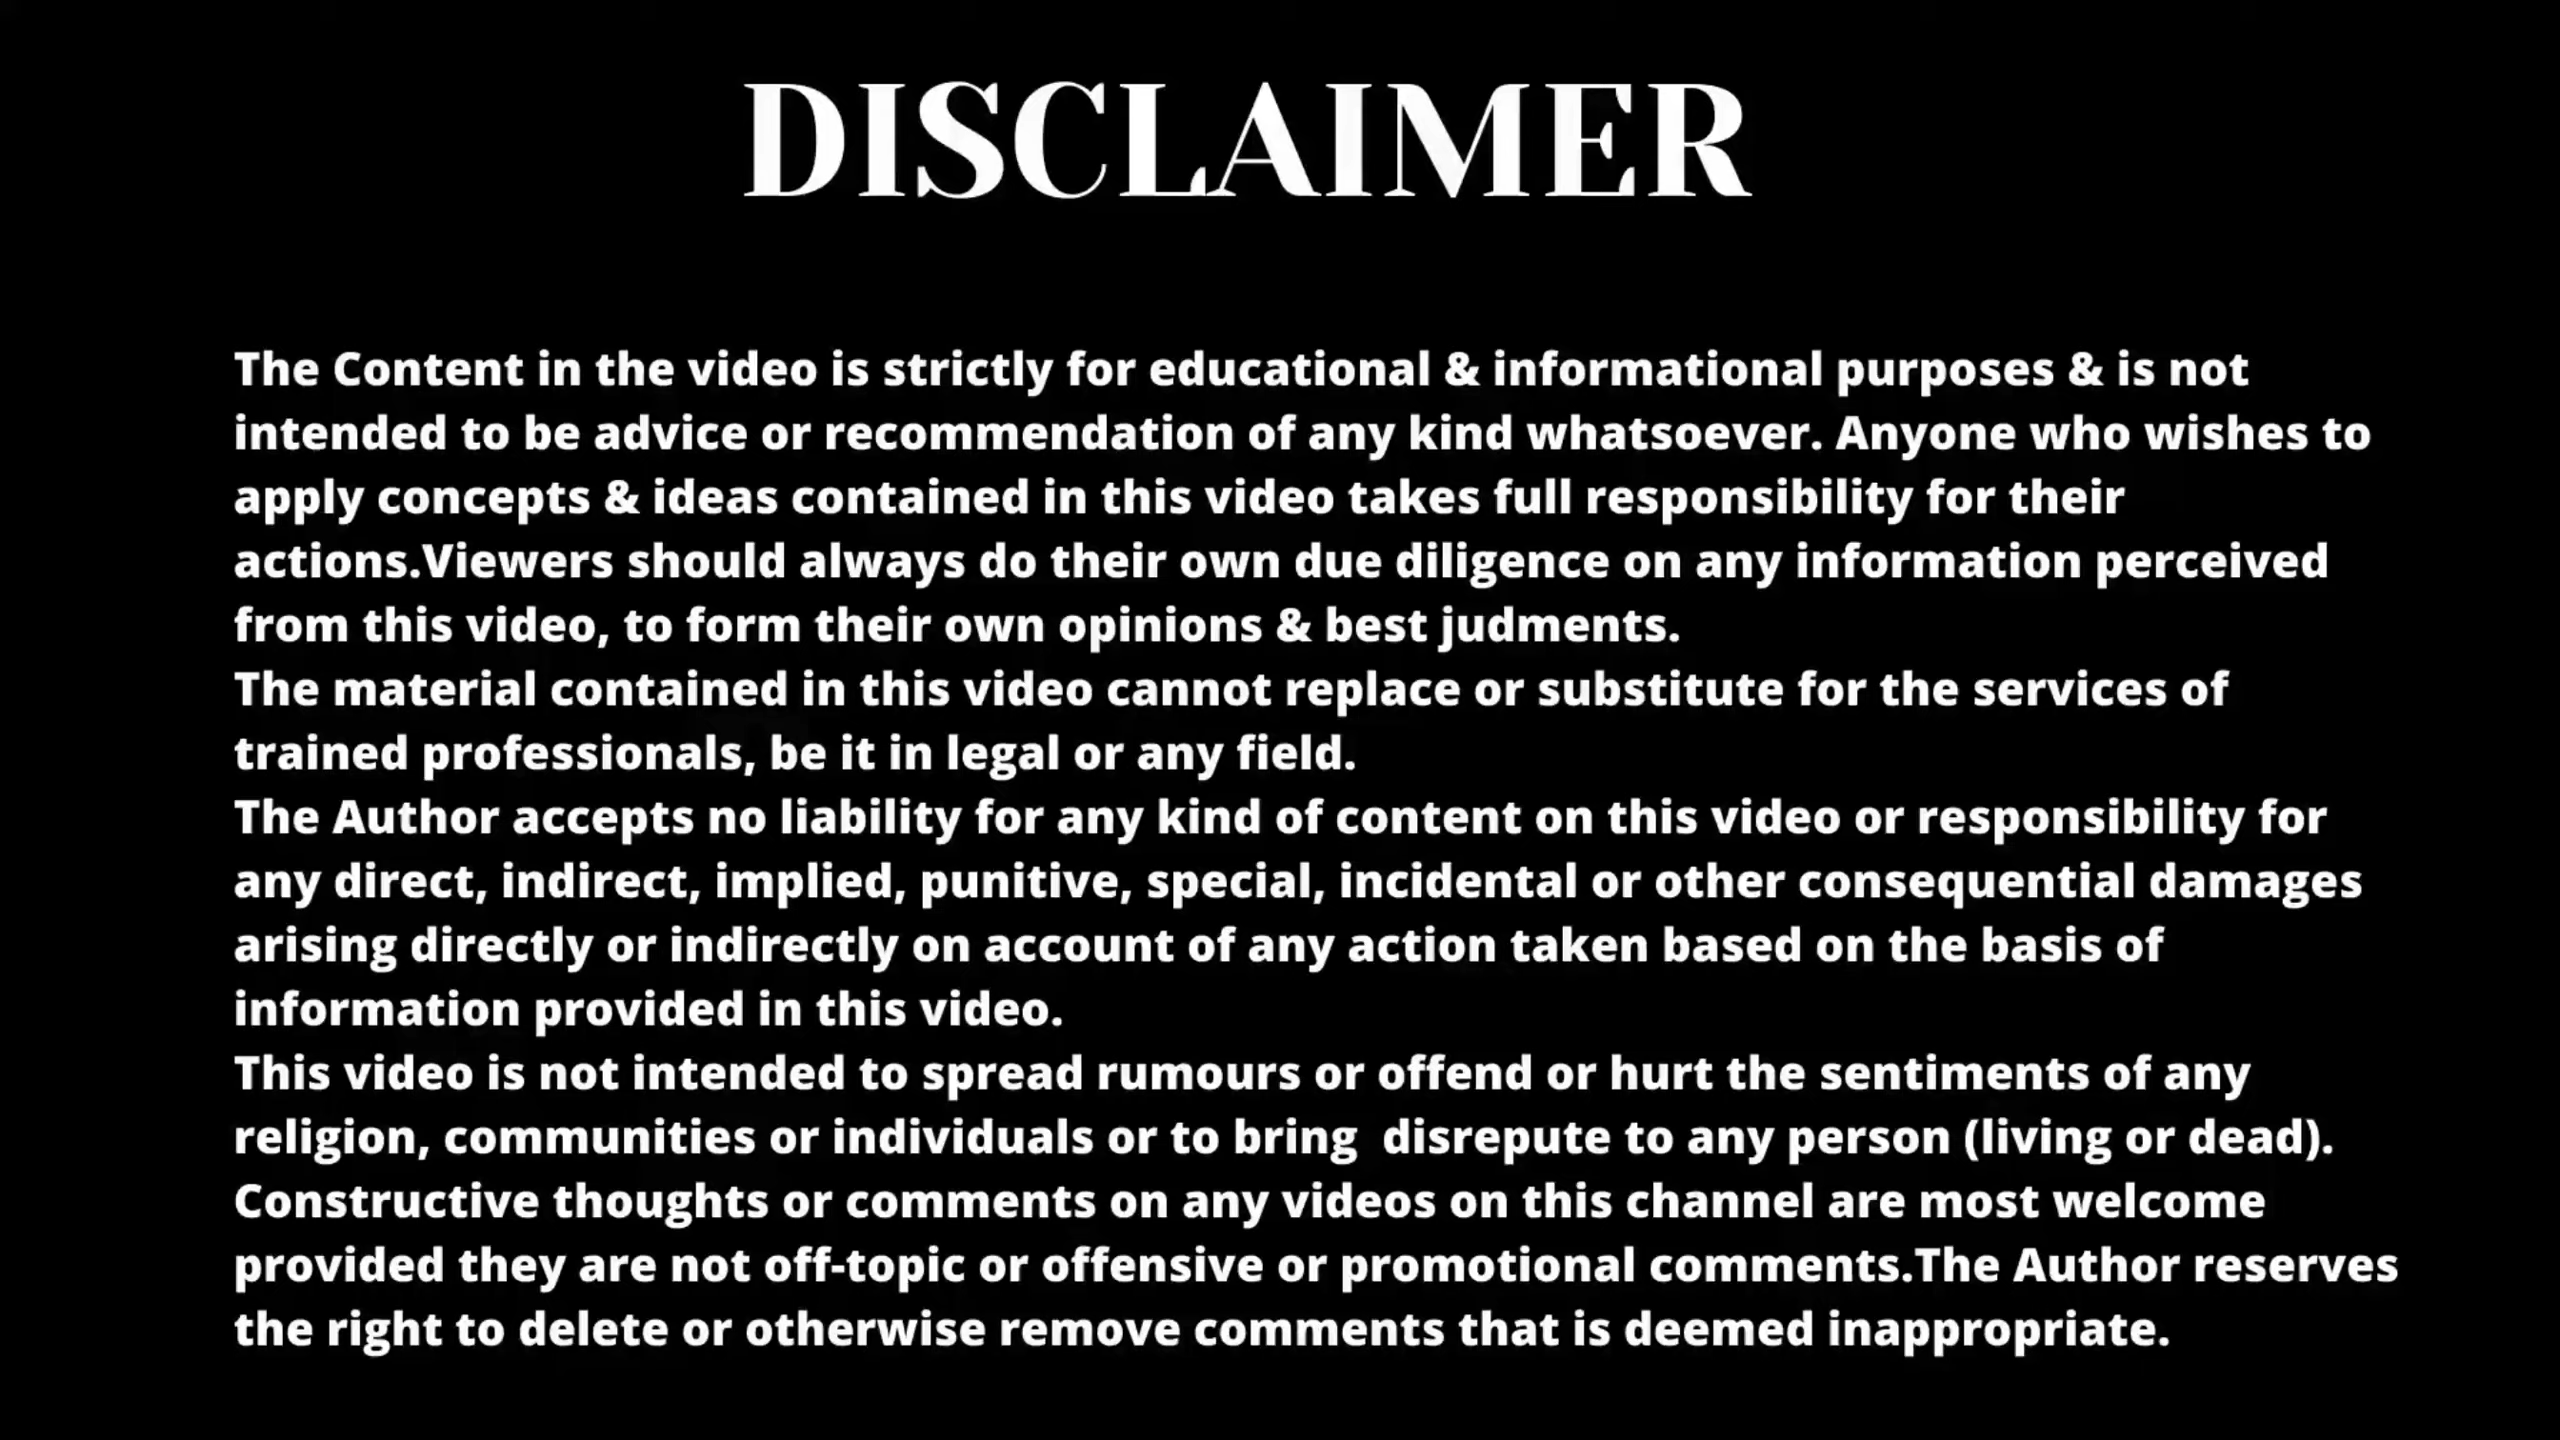 DISCLAIMER
The Content in the video is strictly for educational & informational purposes & is not
intended to be advice or recommendation of any kind whatsoever. Anyone who wishes to
apply concepts & ideas contained in this video takes full responsibility for their
actions.Viewers should always do their own due diligence on any information perceived
from this video, to form their own opinions & best judments.
The material contained in this video cannot replace or substitute for the services of
trained professionals, be it in legal or any field.
The Author accepts no liability for any kind of content on this video or responsibility for
any direct, indirect, implied, punitive, special, incidental or other consequential damages
arising directly or indirectly on account of any action taken based on the basis of
information provided in this video.
This video is not intended to spread rumours or offend or hurt the sentiments of any
religion, communities or individuals or to bring  disrepute to any person (living or dead).
Constructive thoughts or comments on any videos on this channel are most welcome
provided they are not off-topic or offensive or promotional comments.The Author reserves
the right to delete or otherwise remove comments that is deemed inappropriate.